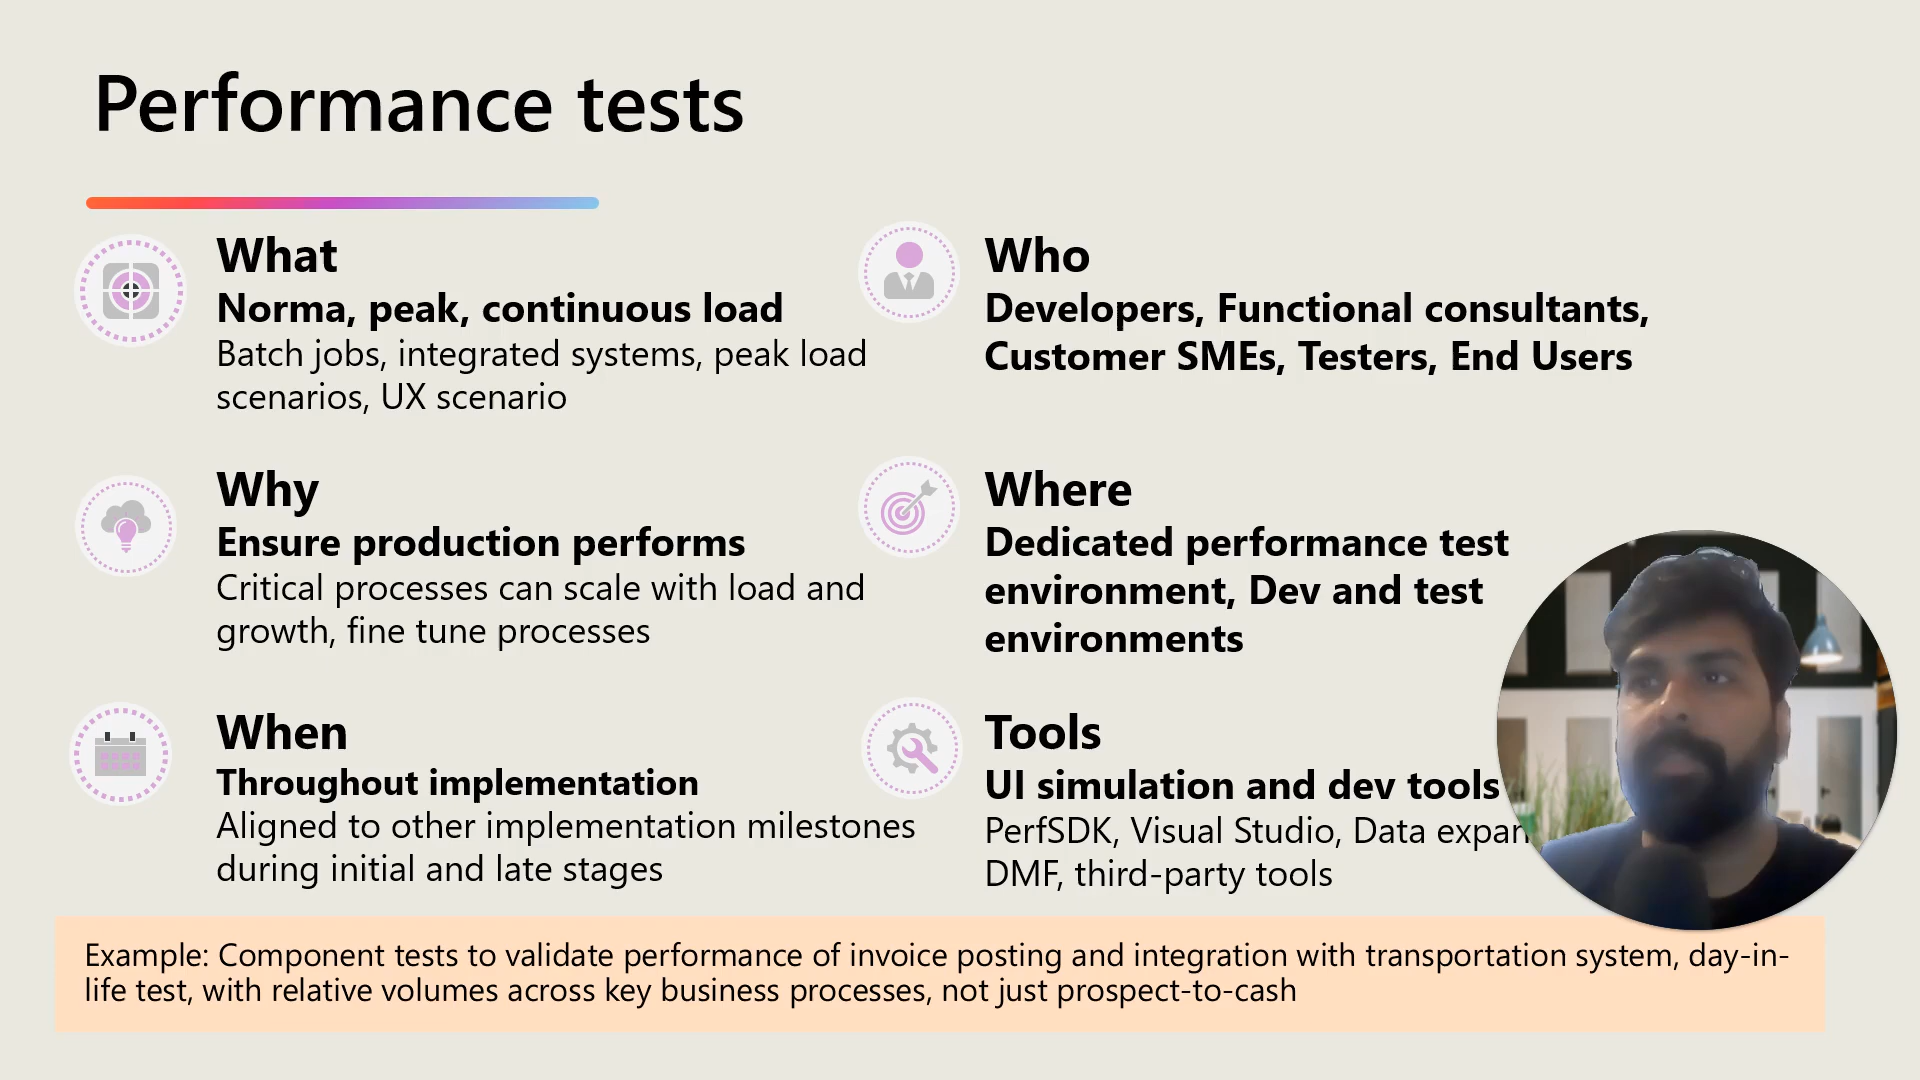 Performance tests
What
Norma, peak, continuous load
Batch jobs, integrated systems, peak load
scenarios, UX scenario
Who
Developers, Functional consultants,
Customer SMEs, Testers, End Users
Why
Ensure production performs
Critical processes can scale with load and
growth, fine tune processes
Where
Dedicated performance test
environment, Dev and test
environments
When
Throughout implementation
Aligned to other implementation milestones
during initial and late stages
Tools
UI simulation and dev tools
PerfSDK, Visual Studio, Data
DMF, third-party tools
Example: Component tests to validate performance of invoice posting and integration with transportation system, day-in-
life test, with relative volumes across key business processes, not just prospect-to-cash